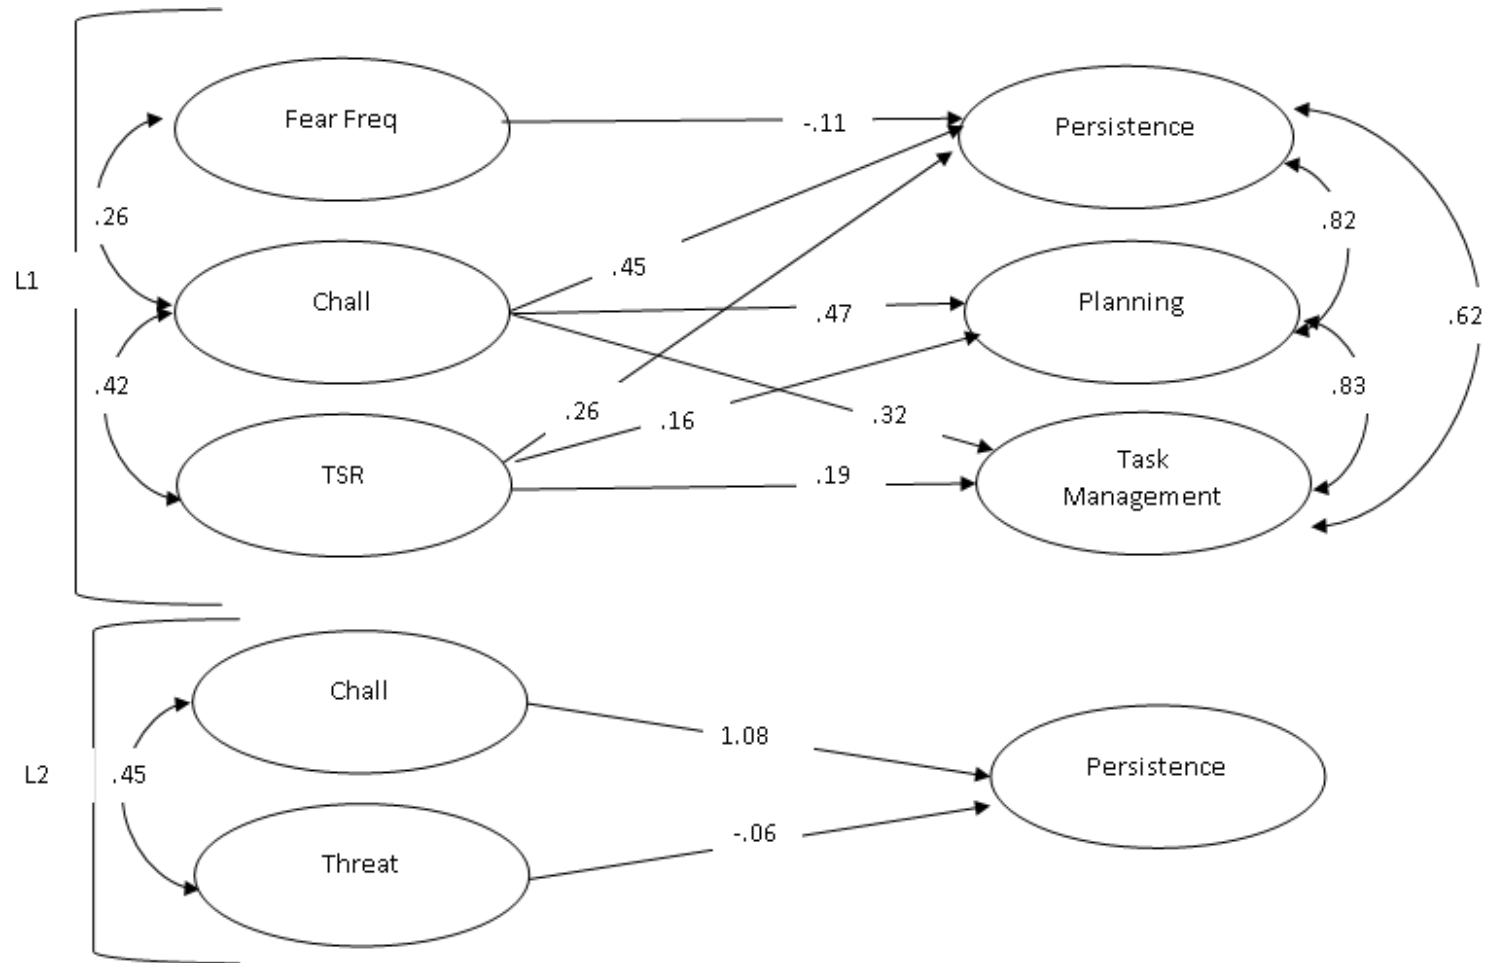 Fear Freq
-.11
Persistence
.26
.82
.45
L1
Chall
.47
Planning
.62
.42
.26
.16
.32
.83
TSR
.19
Task
Management
Chall
1.08
L2
.45
Persistence
-.06
Threat